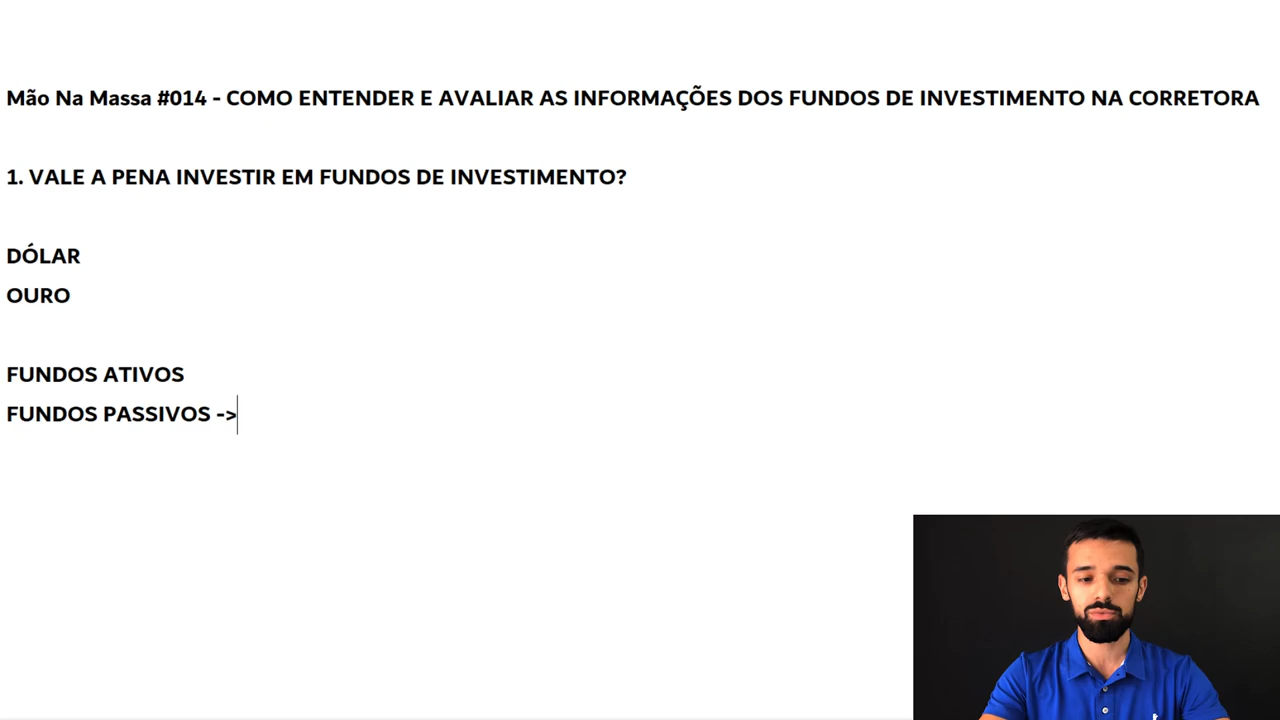 Mão Na Massa #014 - COMO ENTENDER E AVALIAR AS INFORMAÇÕES DOS FUNDOS DE INVESTIMENTO NA CORRETORA
1. VALE A PENA INVESTIR EM FUNDOS DE INVESTIMENTO?
DÓLAR
OURO
FUNDOS ATIVOS
FUNDOS PASSIVOS ->